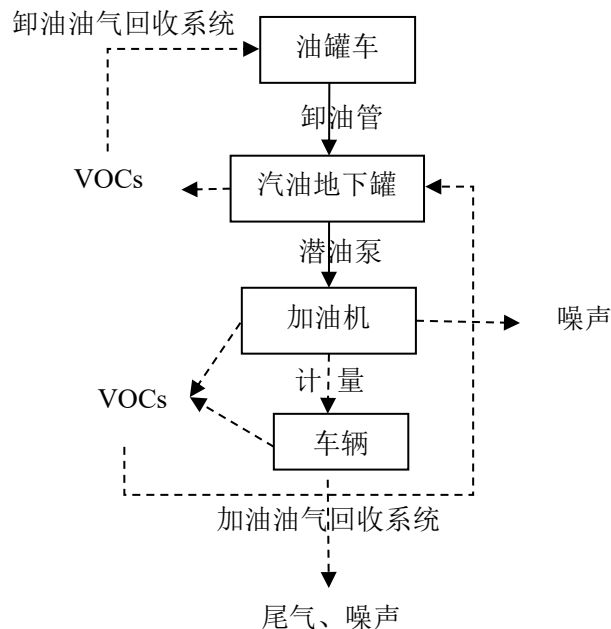 卸油油气回收系统
油罐车
卸油管
VOCs
汽油地下罐
潜油泵
加油机
噪声
计 量
VOCs
车辆
加油油气回收系统
尾气、噪声